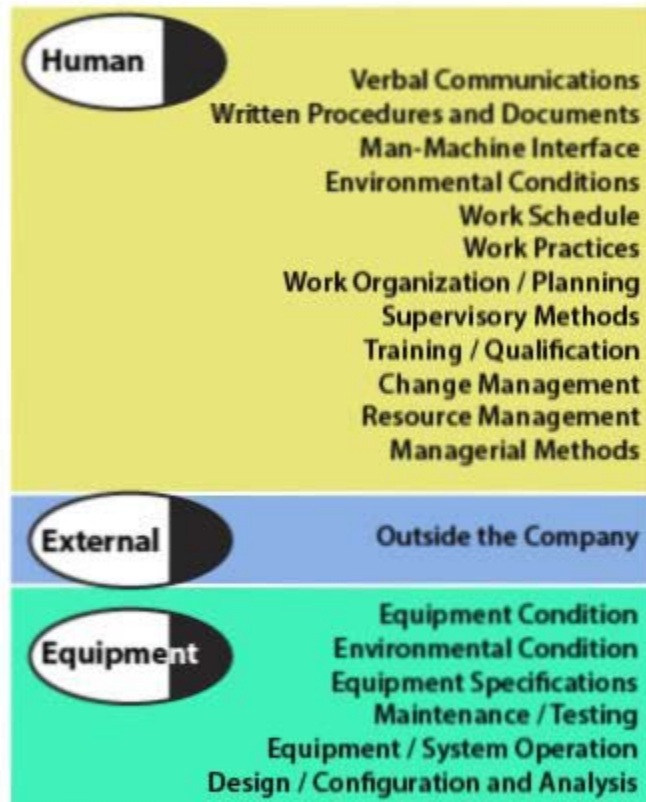 Human
Verbal Communications
Written Procedures and Documents
Man-Machine Interface
Environmental Conditions
Work Schedule
Work Practices
Work Organization / Planning
Supervisory Methods
Training / Qualification
Change Management
Resource Management
Managerial Methods
External
Outside the Company
Equipment
Equipment Condition
Environmental Condition
Equipment Specifications
Maintenance / Testing
Equipment / System Operation
Design / Configuration and Analysis